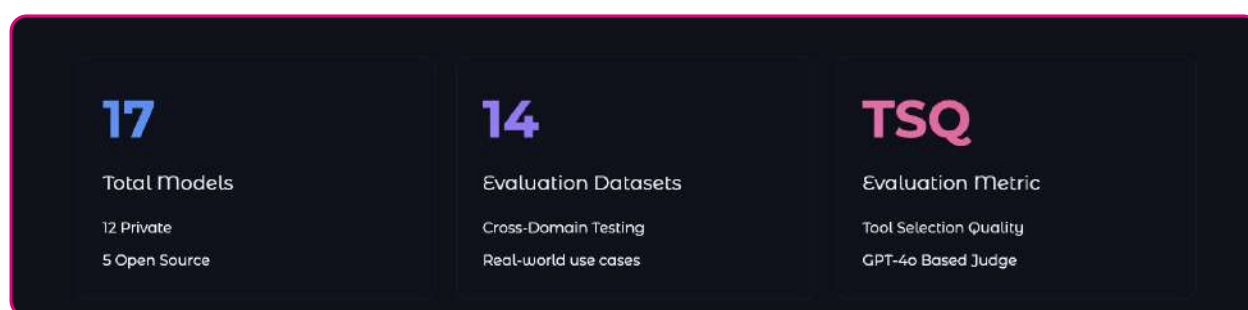 17
Total Models
12 Private
5 Open Source
14
Evaluation Datasets
Cross-Domain Testing
Real-world use cases
TSQ
Evaluation Metric
Tool Selection Quality
GPT-4o Based Judge